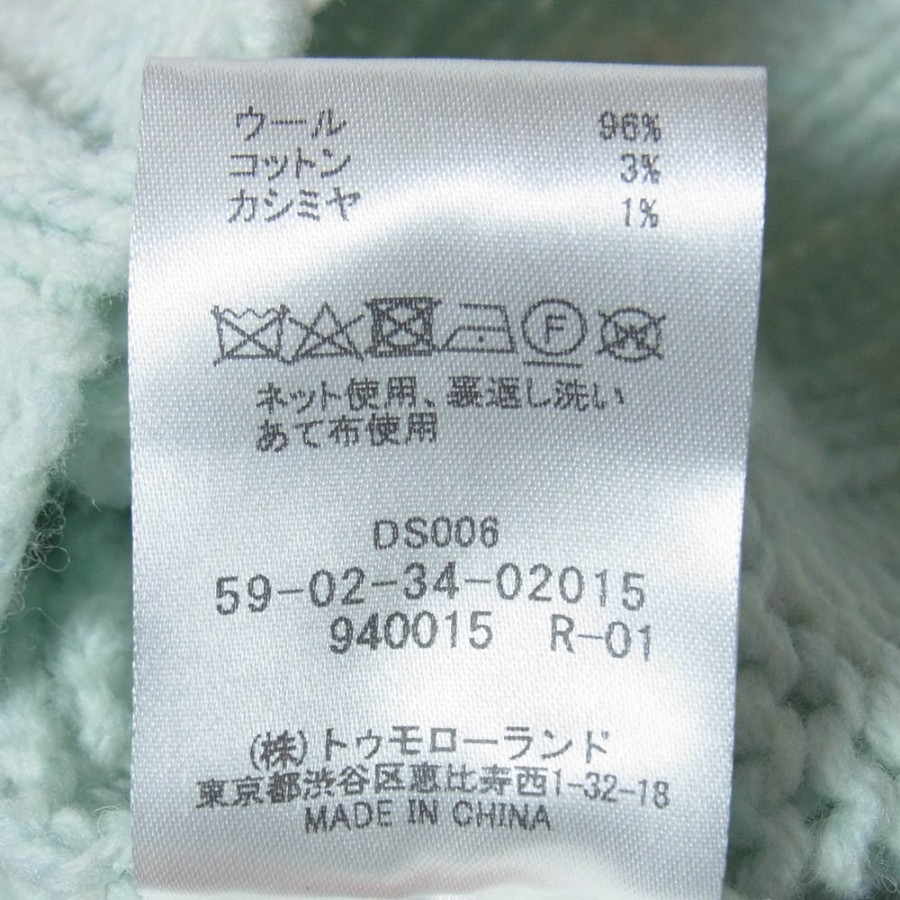 ウール 96%
コットン 3%
カシミヤ 1%
F W
ネット使用、裏返し洗い
あて布使用
DS006
59-02-34-02015
940015 R-01
(株)トゥモローランド
東京都渋谷区恵比寿西1-32-18
MADE IN CHINA